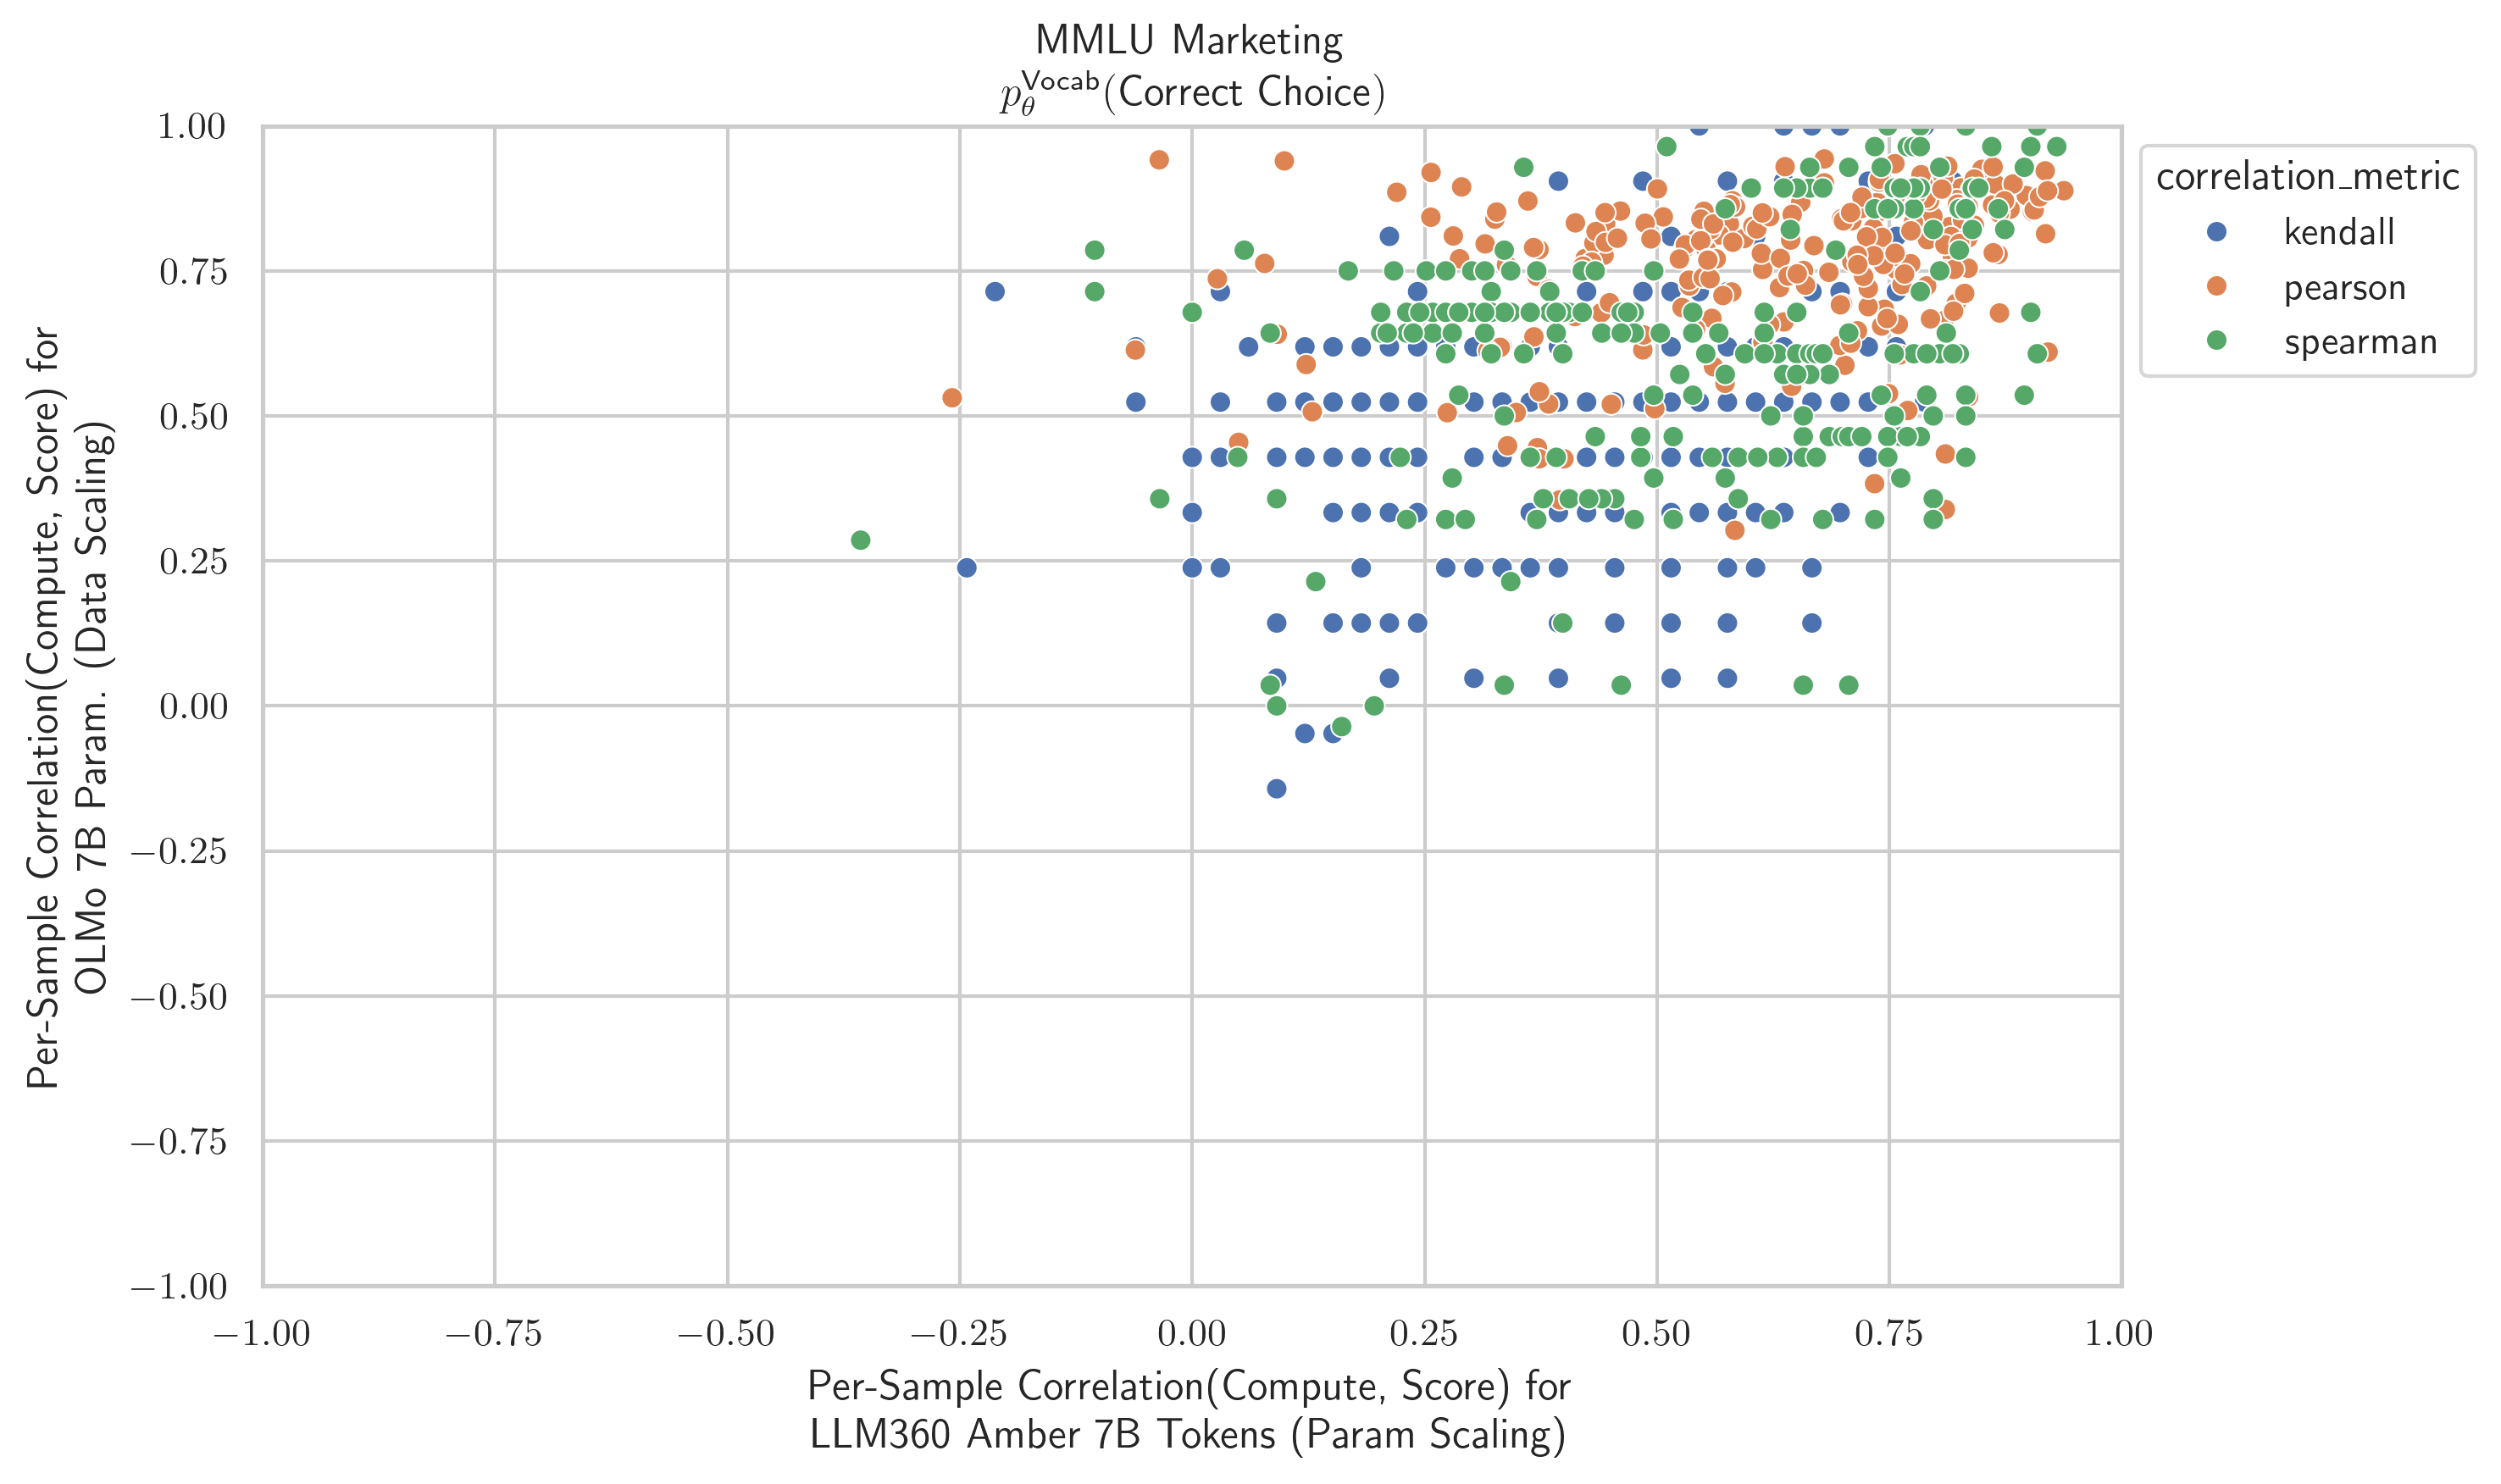 MMLU Marketing
p_θ^Vocab(Correct Choice)
1.00
0.75
0.50
0.25
0.00
−0.25
−0.50
−0.75
−1.00
Per-Sample Correlation(Compute, Score) for
OLMo 7B Param. (Data Scaling)
−1.00 −0.75 −0.50 −0.25 0.00 0.25 0.50 0.75 1.00
Per-Sample Correlation(Compute, Score) for
LLM360 Amber 7B Tokens (Param Scaling)
correlation_metric
kendall
pearson
spearman